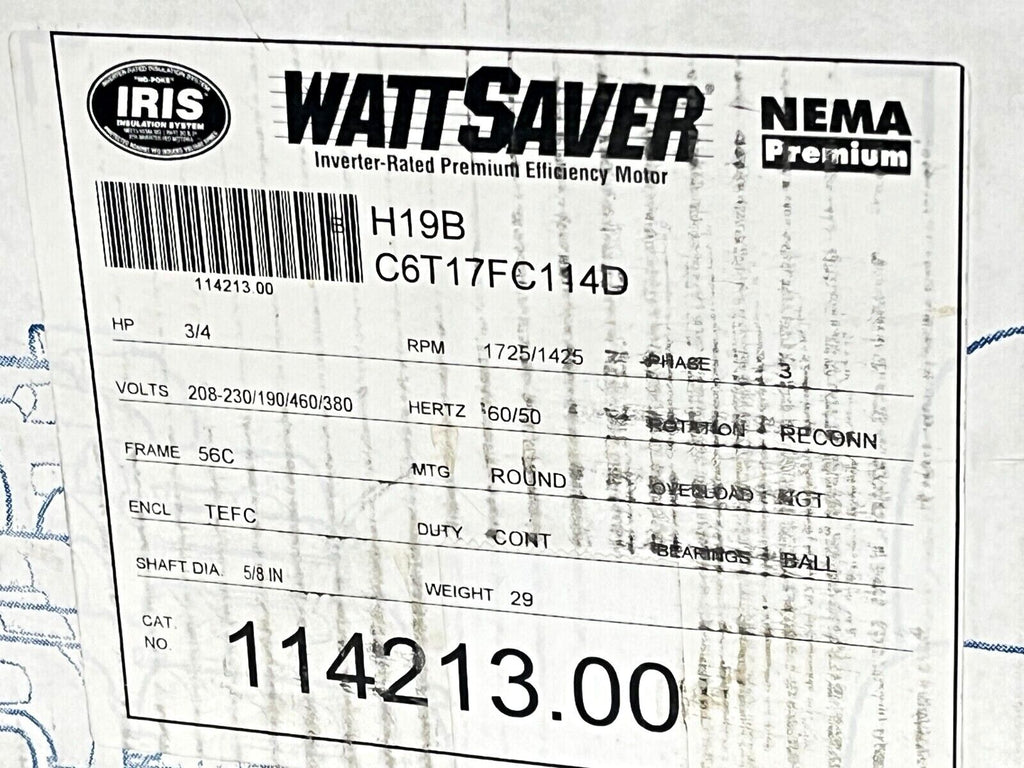 "NO-POKE"
IRIS
INSULATION SYSTEM
WATTSAVER®
Inverter-Rated Premium Efficiency Motor
NEMA
Premium
114213.00
H19B
C6T17FC114D
HP 3/4 RPM 1725/1425 PHASE 3
VOLTS 208-230/190/460/380 HERTZ 60/50 ROTATION RECONN
FRAME 56C MTG ROUND OVERLOAD NOT
ENCL TEFC DUTY CONT BEARINGS BALL
SHAFT DIA. 5/8 IN WEIGHT 29
CAT.
NO.
114213.00